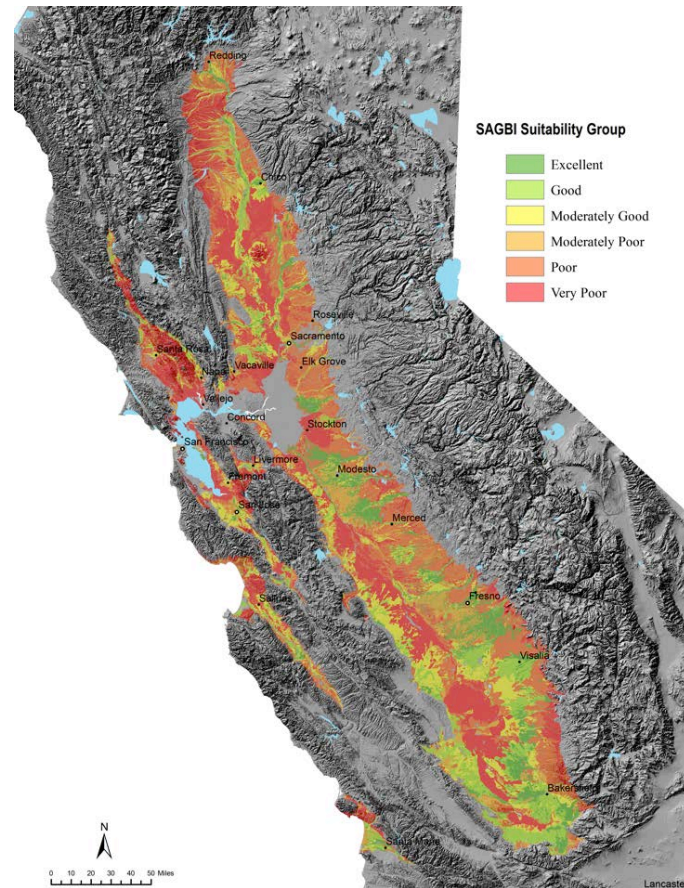 Redding
SAGBI Suitability Group
Excellent
Good
Moderately Good
Moderately Poor
Poor
Very Poor
Chico
Roseville
Sacramento
Santa Rosa
Elk Grove
Napa
Vacaville
Vallejo
Concord
Stockton
San Francisco
Livermore
Modesto
Fremont
San Jose
Merced
Salinas
Fresno
Visalia
Bakersfield
N
Santa Maria
0 10 20 30 40 50 Miles
Lancaster